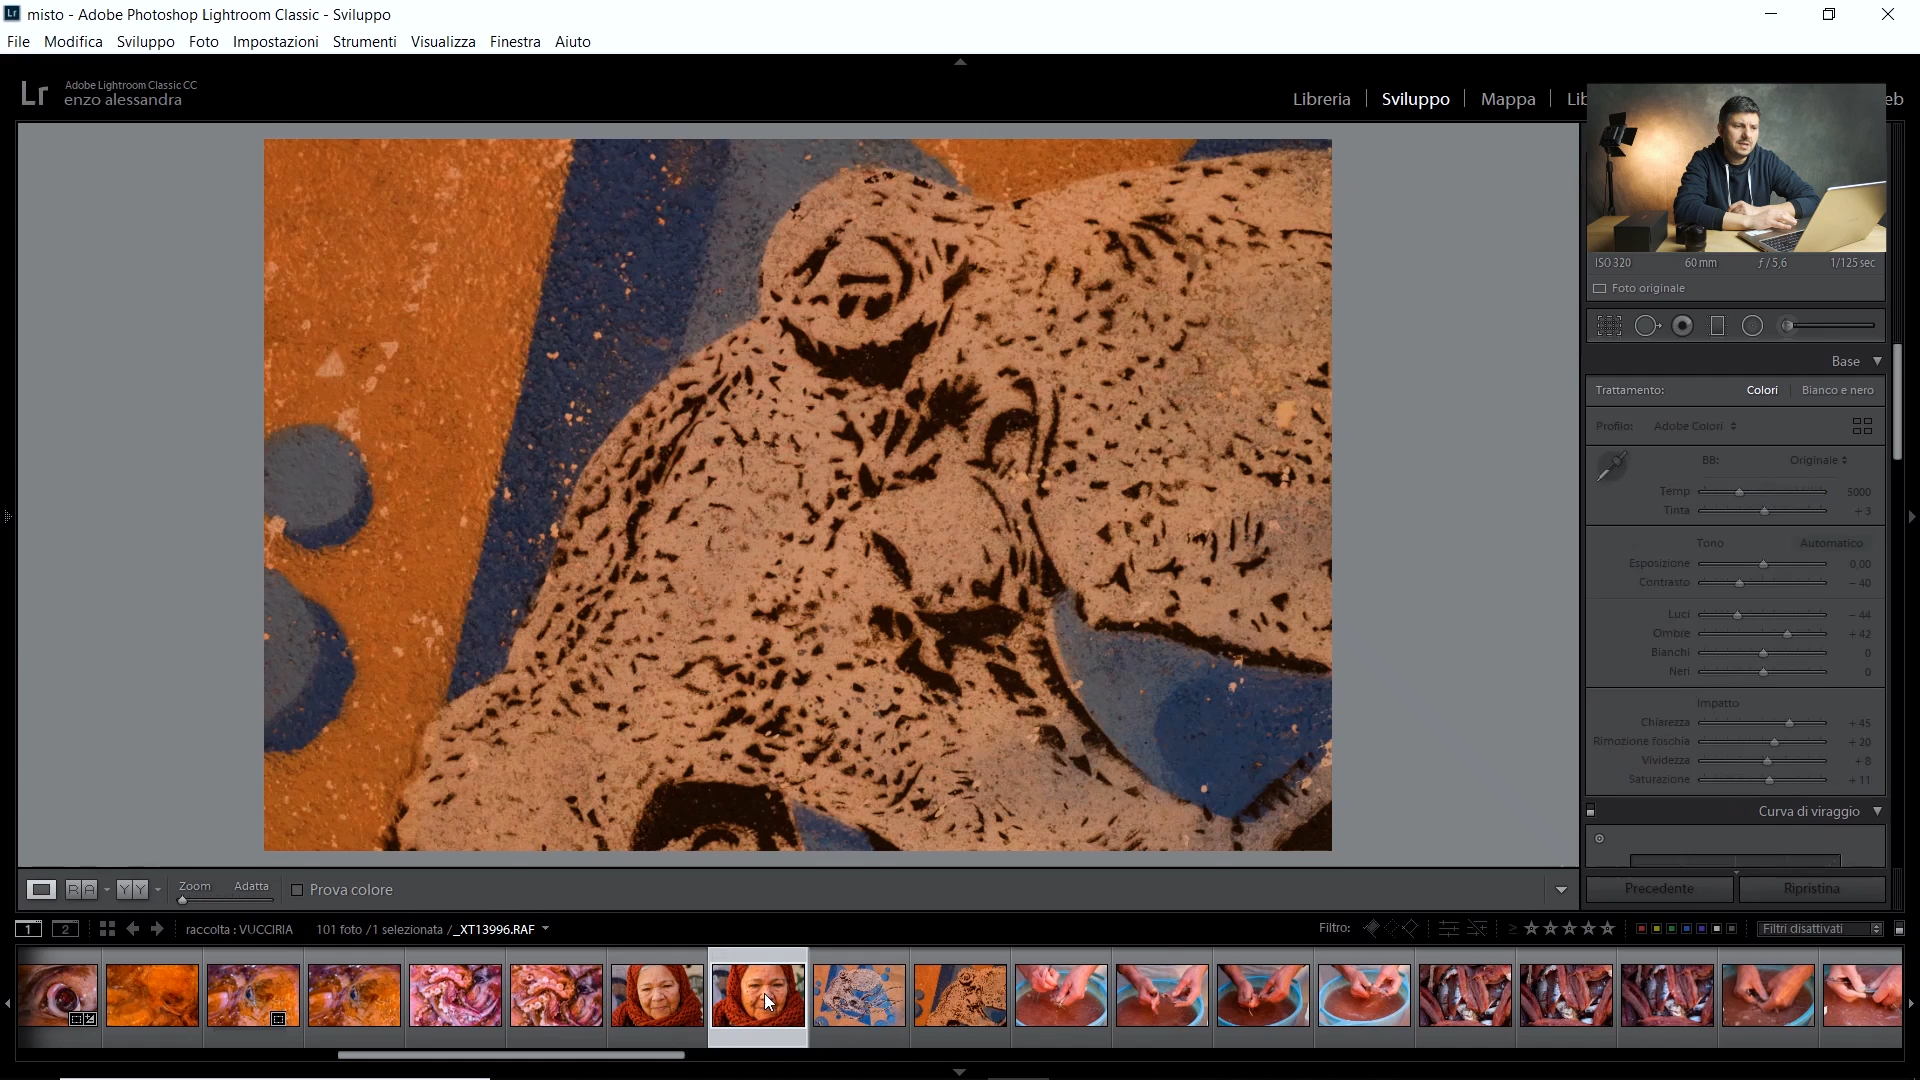 Lr misto - Adobe Photoshop Lightroom Classic - Sviluppo
File Modifica Sviluppo Foto Impostazioni Strumenti Visualizza Finestra Aiuto
Lr Adobe Lightroom Classic CC
enzo alessandra
Libreria Sviluppo Mappa Lib eb
ISO 320 60 mm ƒ / 5,6 1/125 sec
Foto originale
Base
Trattamento: Colori Bianco e nero
Profilo: Adobe Colori
BB: Originale
Temp 5000
Tinta + 3
Tono Automatico
Esposizione 0,00
Contrasto - 40
Luci - 44
Ombre + 42
Bianchi 0
Neri 0
Impatto
Chiarezza + 45
Rimozione foschia + 20
Vividezza + 8
Saturazione + 11
Curva di viraggio
R A Y Y Zoom Adatta Prova colore
Precedente Ripristina
1 2 raccolta : VUCCIRIA 101 foto / 1 selezionata / _XT13996.RAF Filtro: ≥ Filtri disattivati